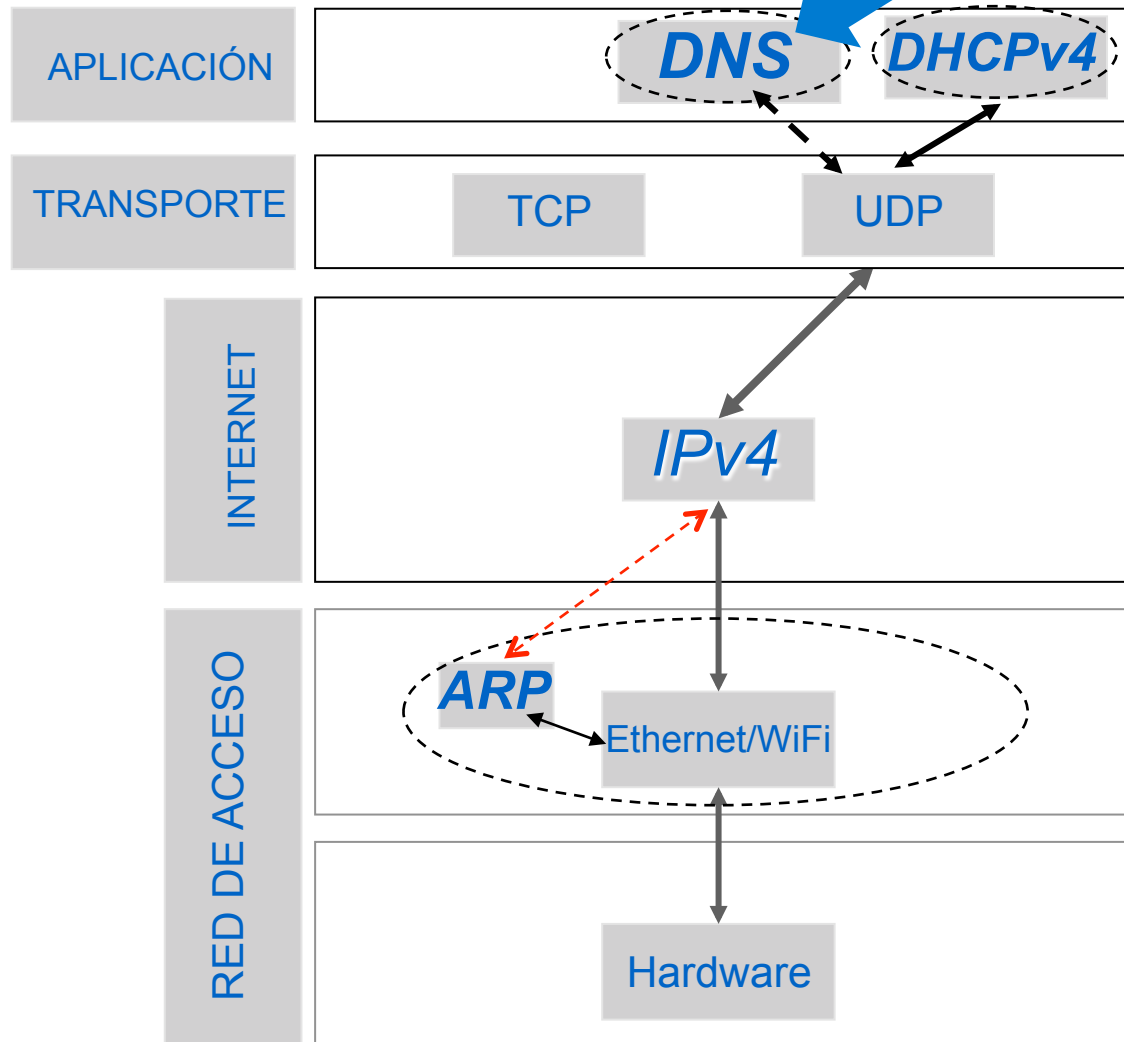 APLICACIÓN
DNS
DHCPv4
TRANSPORTE
TCP
UDP
INTERNET
IPv4
RED DE ACCESO
ARP
Ethernet/WiFi
Hardware